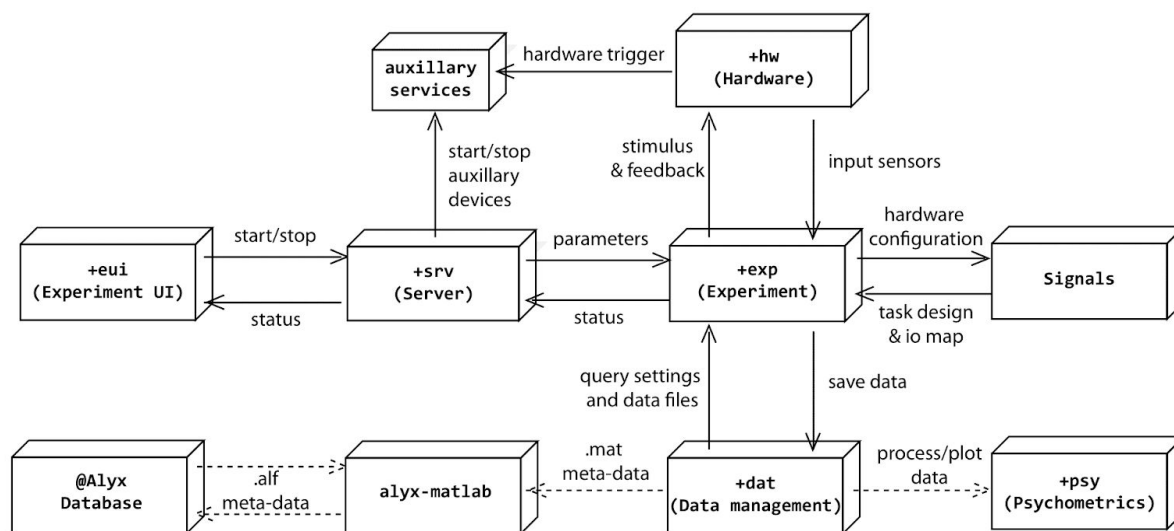 hardware trigger
+hw
(Hardware)
auxillary
services
start/stop
auxillary
devices
stimulus
& feedback
input sensors
hardware
configuration
start/stop
parameters
+eui
(Experiment UI)
+srv
(Server)
+exp
(Experiment)
Signals
status
status
task design
& io map
query settings
and data files
save data
@Alyx
Database
.alf
meta-data
alyx-matlab
.mat
meta-data
+dat
(Data management)
process/plot
data
+psy
(Psychometrics)